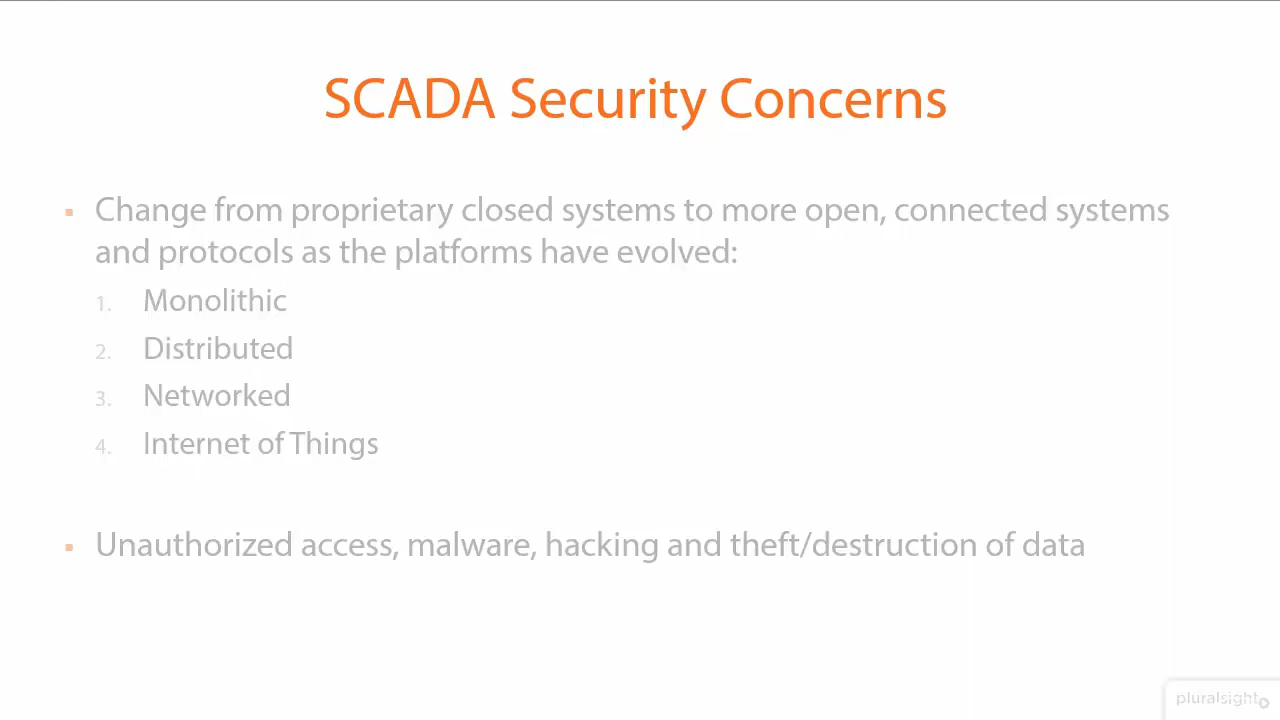 SCADA Security Concerns
Change from proprietary closed systems to more open, connected systems
and protocols as the platforms have evolved:
1. Monolithic
2. Distributed
3. Networked
4. Internet of Things
Unauthorized access, malware, hacking and theft/destruction of data
pluralsight